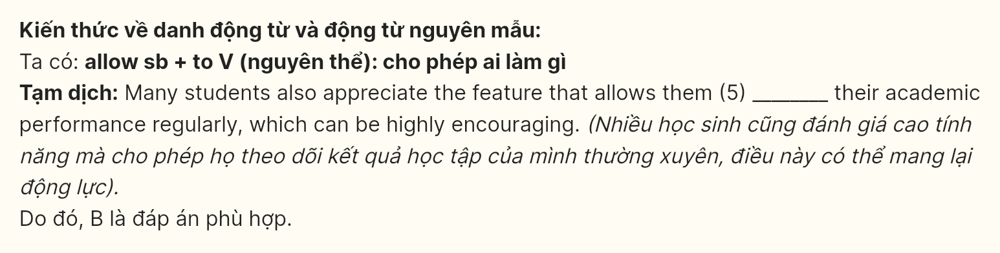 Kiến thức về danh động từ và động từ nguyên mẫu:
Ta có: allow sb + to V (nguyên thể): cho phép ai làm gì
Tạm dịch: Many students also appreciate the feature that allows them (5) ________ their academic
performance regularly, which can be highly encouraging. (Nhiều học sinh cũng đánh giá cao tính
năng mà cho phép họ theo dõi kết quả học tập của mình thường xuyên, điều này có thể mang lại
động lực).
Do đó, B là đáp án phù hợp.